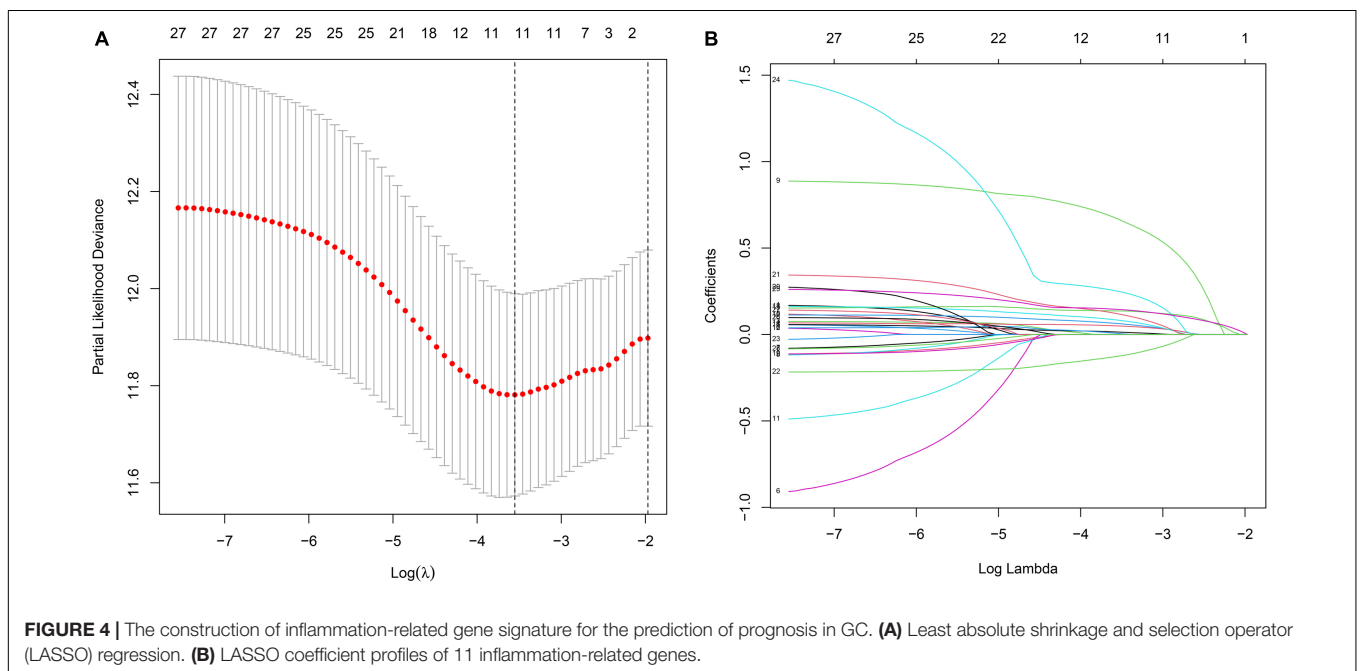 A
27 27 27 27 25 25 25 21 18 12 11 11 11 7 3 2
12.4
12.2
12.0
11.8
11.6
Partial Likelihood Deviance
−7 −6 −5 −4 −3 −2
Log(λ)
B
27 25 22 12 11 1
1.5
1.0
0.5
0.0
−0.5
−1.0
Coefficients
24
9
21
23
22
11
6
−7 −6 −5 −4 −3 −2
Log Lambda
FIGURE 4 | The construction of inflammation-related gene signature for the prediction of prognosis in GC. (A) Least absolute shrinkage and selection operator
(LASSO) regression. (B) LASSO coefficient profiles of 11 inflammation-related genes.